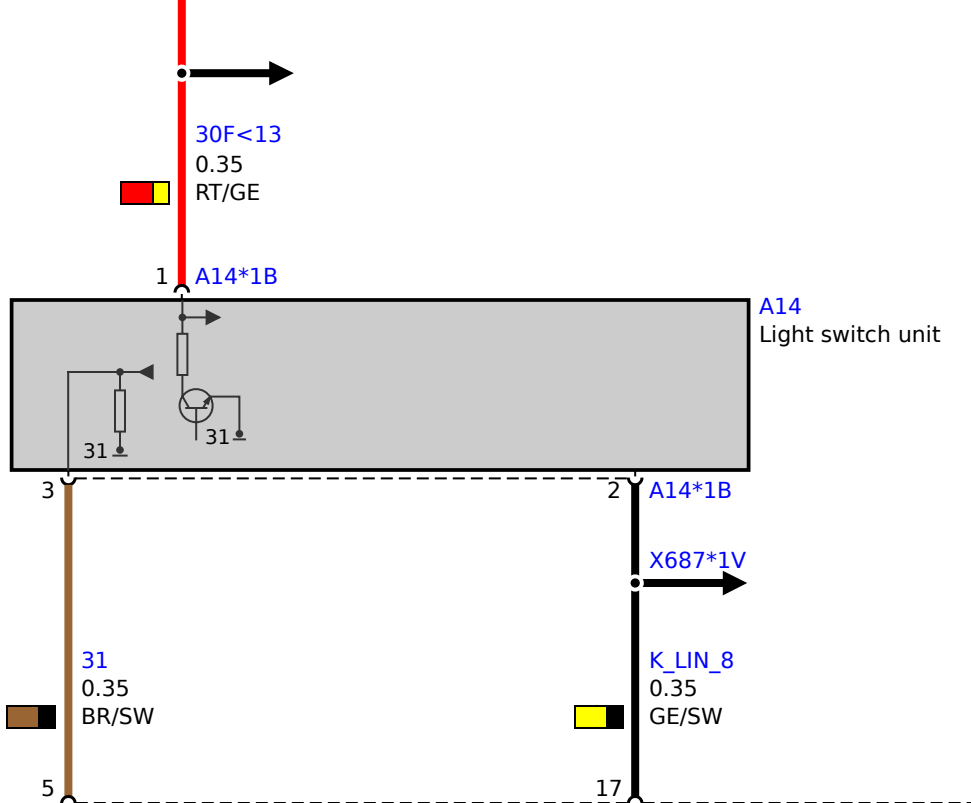 30F<13
0.35
RT/GE
1 A14*1B
A14
Light switch unit
31
31
3
2 A14*1B
X687*1V
31
0.35
BR/SW
K_LIN_8
0.35
GE/SW
5
17